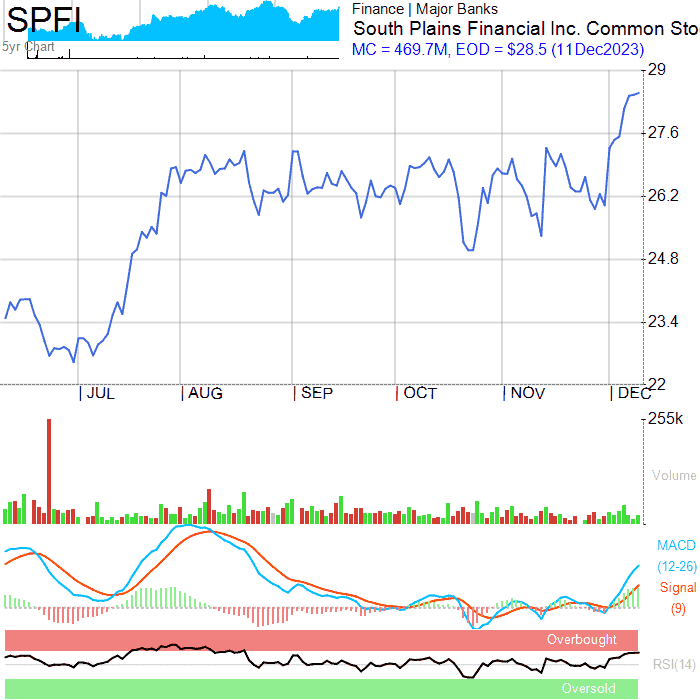 SPFI
5yr Chart
Finance | Major Banks
South Plains Financial Inc. Common Sto
MC = 469.7M, EOD = $28.5 (11Dec2023)
29
27.6
26.2
24.8
23.4
22
JUL AUG SEP OCT NOV DEC
255k
Volume
MACD
(12-26)
Signal
(9)
Overbought
RSI(14)
Oversold